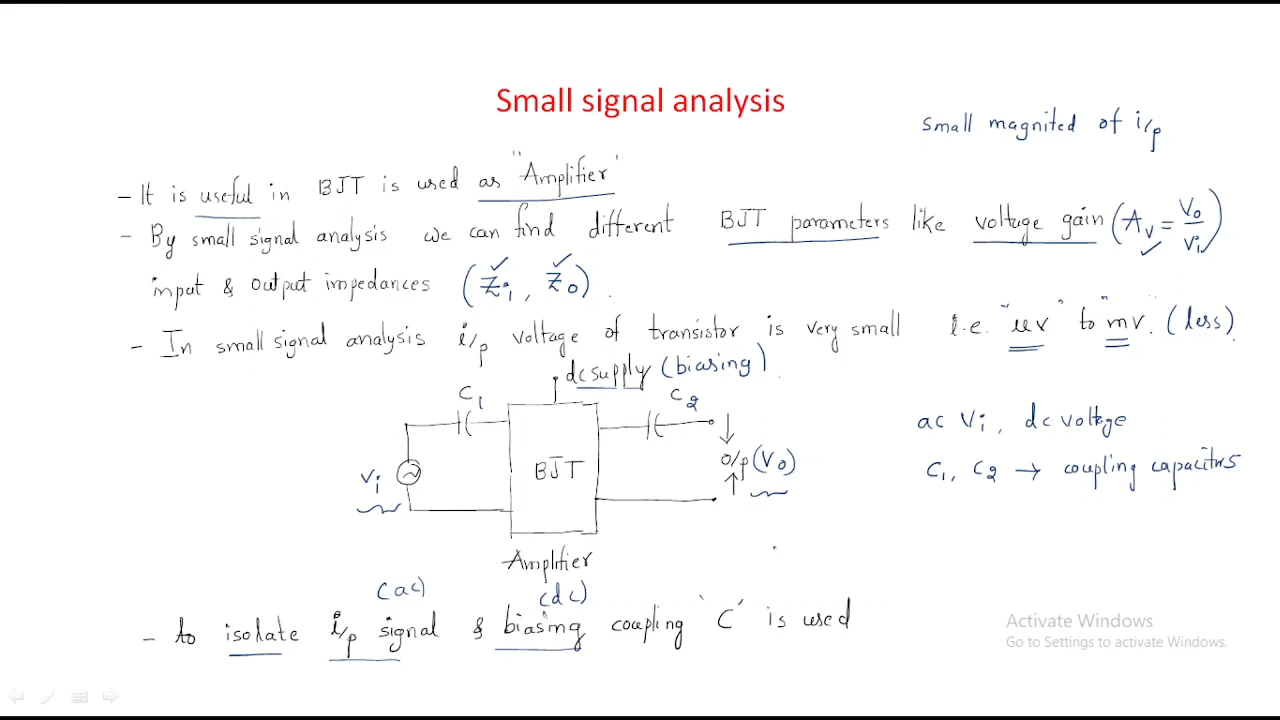 Small signal analysis
small magnited of i/p
- It is useful in BJT is used as "Amplifier"
- By small signal analysis we can find different BJT parameters like voltage gain (Av = Vo/Vi)
input & output impedances (Zi, Zo).
- In small signal analysis i/p voltage of transistor is very small i.e. "uv" to "mv". (less).
dc supply (biasing).
C1
C2
ac Vi, dc voltage
BJT
o/p (Vo)
C1, C2 → coupling capacitors
Vi
Amplifier
(ac)
(dc)
- to isolate i/p signal & biasing coupling 'C' is used
Activate Windows
Go to Settings to activate Windows.